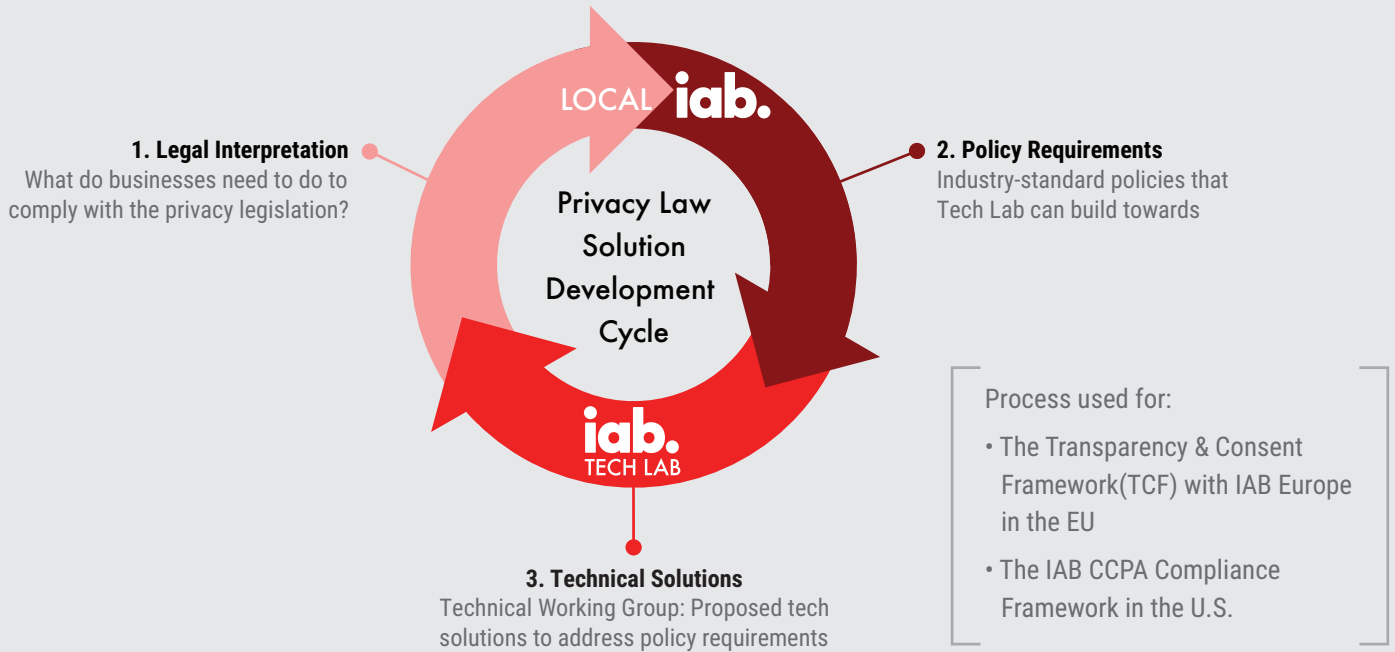 LOCAL iab.
1. Legal Interpretation
What do businesses need to do to
comply with the privacy legislation?
2. Policy Requirements
Industry-standard policies that
Tech Lab can build towards
Privacy Law
Solution
Development
Cycle
iab.
TECH LAB
3. Technical Solutions
Technical Working Group: Proposed tech
solutions to address policy requirements
Process used for:
• The Transparency & Consent
Framework(TCF) with IAB Europe
in the EU
• The IAB CCPA Compliance
Framework in the U.S.